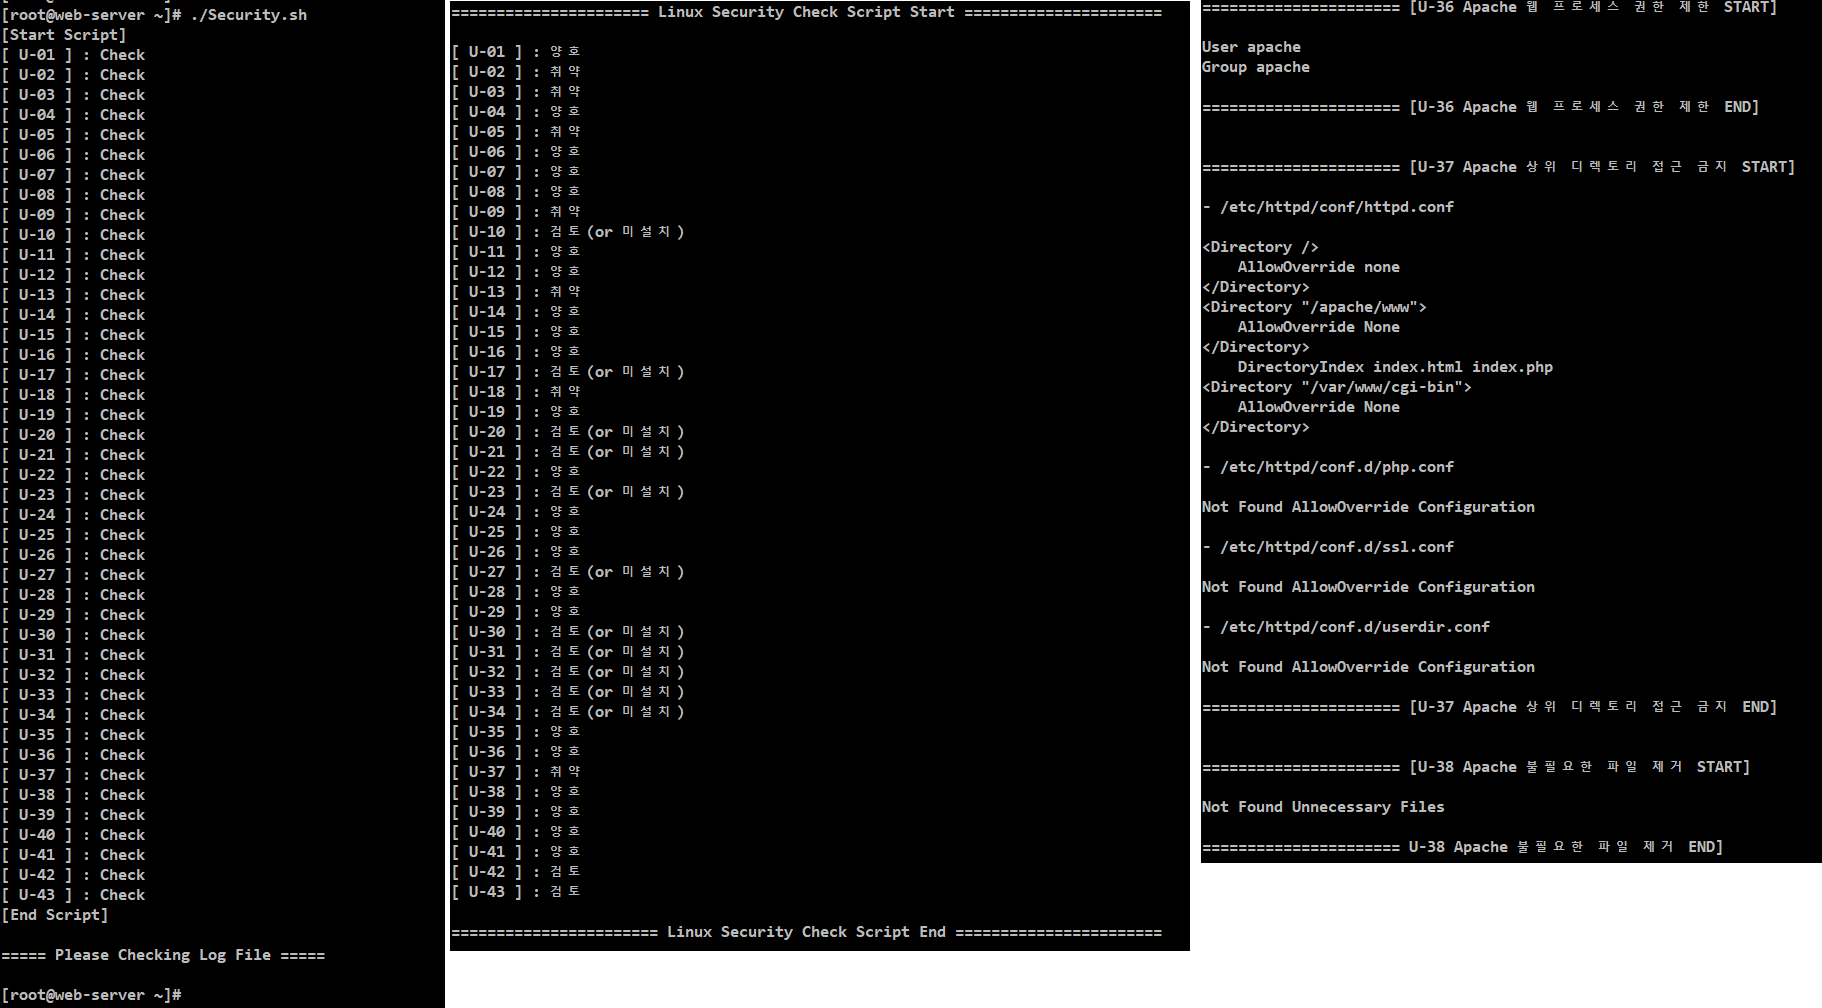 [root@web-server ~]# ./Security.sh
[Start Script]
[ U-01 ] : Check
[ U-02 ] : Check
[ U-03 ] : Check
[ U-04 ] : Check
[ U-05 ] : Check
[ U-06 ] : Check
[ U-07 ] : Check
[ U-08 ] : Check
[ U-09 ] : Check
[ U-10 ] : Check
[ U-11 ] : Check
[ U-12 ] : Check
[ U-13 ] : Check
[ U-14 ] : Check
[ U-15 ] : Check
[ U-16 ] : Check
[ U-17 ] : Check
[ U-18 ] : Check
[ U-19 ] : Check
[ U-20 ] : Check
[ U-21 ] : Check
[ U-22 ] : Check
[ U-23 ] : Check
[ U-24 ] : Check
[ U-25 ] : Check
[ U-26 ] : Check
[ U-27 ] : Check
[ U-28 ] : Check
[ U-29 ] : Check
[ U-30 ] : Check
[ U-31 ] : Check
[ U-32 ] : Check
[ U-33 ] : Check
[ U-34 ] : Check
[ U-35 ] : Check
[ U-36 ] : Check
[ U-37 ] : Check
[ U-38 ] : Check
[ U-39 ] : Check
[ U-40 ] : Check
[ U-41 ] : Check
[ U-42 ] : Check
[ U-43 ] : Check
[End Script]
===== Please Checking Log File =====
[root@web-server ~]#
====================== Linux Security Check Script Start ======================
[ U-01 ] : 양호
[ U-02 ] : 취약
[ U-03 ] : 취약
[ U-04 ] : 양호
[ U-05 ] : 취약
[ U-06 ] : 양호
[ U-07 ] : 양호
[ U-08 ] : 양호
[ U-09 ] : 취약
[ U-10 ] : 검토(or 미설치)
[ U-11 ] : 양호
[ U-12 ] : 양호
[ U-13 ] : 취약
[ U-14 ] : 양호
[ U-15 ] : 양호
[ U-16 ] : 양호
[ U-17 ] : 검토(or 미설치)
[ U-18 ] : 취약
[ U-19 ] : 양호
[ U-20 ] : 검토(or 미설치)
[ U-21 ] : 검토(or 미설치)
[ U-22 ] : 양호
[ U-23 ] : 검토(or 미설치)
[ U-24 ] : 양호
[ U-25 ] : 양호
[ U-26 ] : 양호
[ U-27 ] : 검토(or 미설치)
[ U-28 ] : 양호
[ U-29 ] : 양호
[ U-30 ] : 검토(or 미설치)
[ U-31 ] : 검토(or 미설치)
[ U-32 ] : 검토(or 미설치)
[ U-33 ] : 검토(or 미설치)
[ U-34 ] : 검토(or 미설치)
[ U-35 ] : 양호
[ U-36 ] : 양호
[ U-37 ] : 취약
[ U-38 ] : 양호
[ U-39 ] : 양호
[ U-40 ] : 양호
[ U-41 ] : 양호
[ U-42 ] : 검토
[ U-43 ] : 검토
======================= Linux Security Check Script End =======================
====================== [U-36 Apache 웹 프로세스 권한 제한 START]
User apache
Group apache
====================== [U-36 Apache 웹 프로세스 권한 제한 END]
====================== [U-37 Apache 상위 디렉토리 접근 금지 START]
- /etc/httpd/conf/httpd.conf
<Directory />
    AllowOverride none
</Directory>
<Directory "/apache/www">
    AllowOverride None
</Directory>
    DirectoryIndex index.html index.php
<Directory "/var/www/cgi-bin">
    AllowOverride None
</Directory>
- /etc/httpd/conf.d/php.conf
Not Found AllowOverride Configuration
- /etc/httpd/conf.d/ssl.conf
Not Found AllowOverride Configuration
- /etc/httpd/conf.d/userdir.conf
Not Found AllowOverride Configuration
====================== [U-37 Apache 상위 디렉토리 접근 금지 END]
====================== [U-38 Apache 불필요한 파일 제거 START]
Not Found Unnecessary Files
====================== U-38 Apache 불필요한 파일 제거 END]